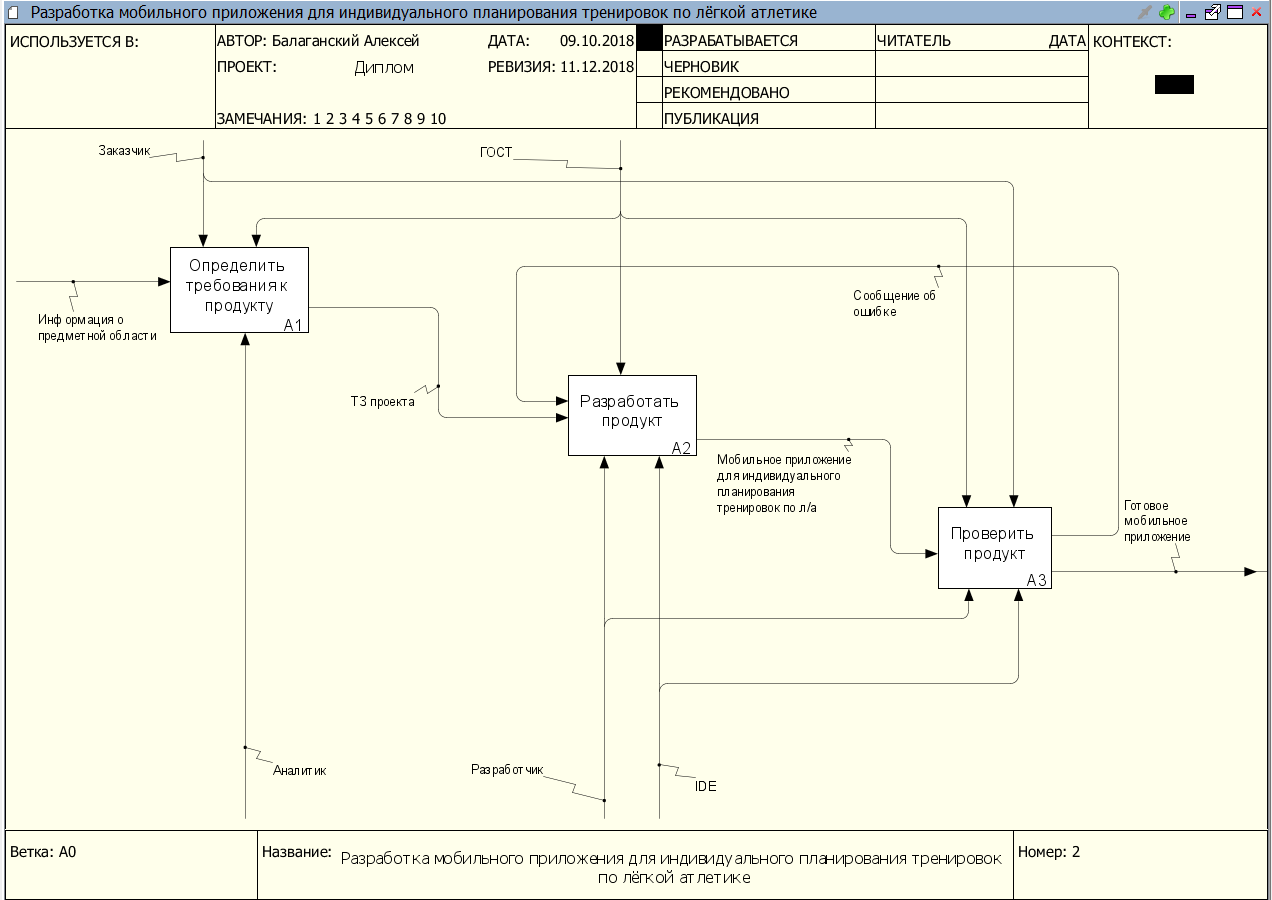 Разработка мобильного приложения для индивидуального планирования тренировок по лёгкой атлетике
ИСПОЛЬЗУЕТСЯ В:
АВТОР: Балаганский Алексей
ДАТА: 09.10.2018
ПРОЕКТ: Диплом
РЕВИЗИЯ: 11.12.2018
ЗАМЕЧАНИЯ: 1 2 3 4 5 6 7 8 9 10
РАЗРАБАТЫВАЕТСЯ
ЧЕРНОВИК
РЕКОМЕНДОВАНО
ПУБЛИКАЦИЯ
ЧИТАТЕЛЬ
ДАТА
КОНТЕКСТ:
Заказчик
ГОСТ
Определить
требования к
продукту
A1
Информация о
предметной области
Сообщение об
ошибке
ТЗ проекта
Разработать
продукт
A2
Мобильное приложение
для индивидуального
планирования
тренировок по л/а
Готовое
мобильное
приложение
Проверить
продукт
A3
Аналитик
Разработчик
IDE
Ветка: A0
Название:
Разработка мобильного приложения для индивидуального планирования тренировок
по лёгкой атлетике
Номер: 2